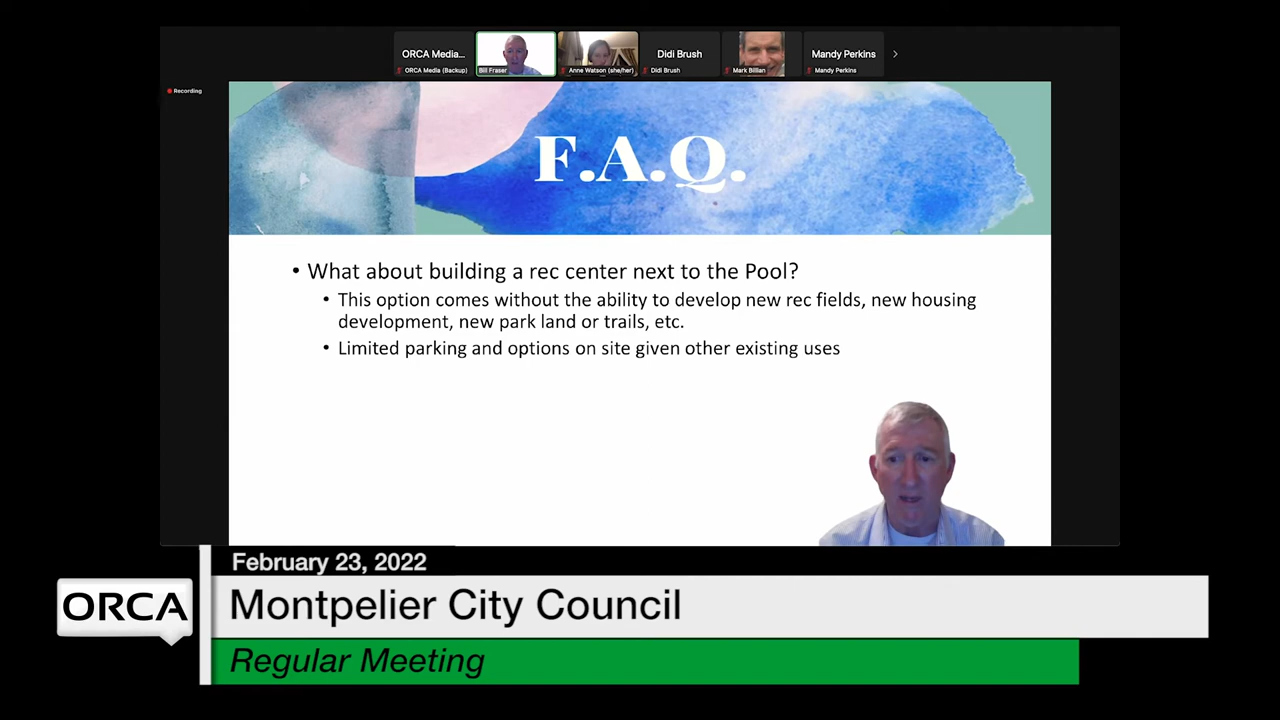 ORCA Media...
Didi Brush
Mandy Perkins
ORCA Media (Backup)
Bill Fraser
Anne Watson (she/her)
Didi Brush
Mark Billian
Mandy Perkins
Recording
F.A.Q.
• What about building a rec center next to the Pool?
• This option comes without the ability to develop new rec fields, new housing
development, new park land or trails, etc.
• Limited parking and options on site given other existing uses
February 23, 2022
ORCA
Montpelier City Council
Regular Meeting